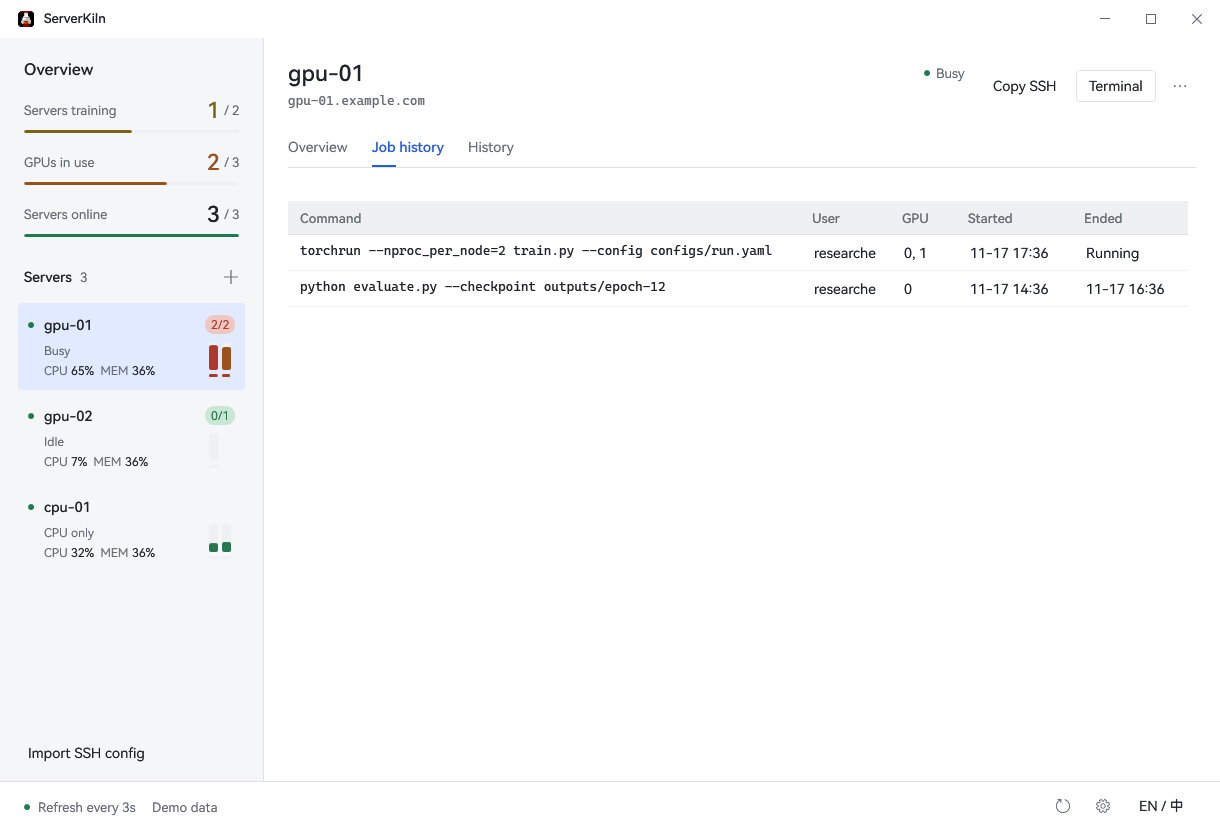 ServerKiln
Overview
Servers training 1 / 2
GPUs in use 2 / 3
Servers online 3 / 3
Servers 3
gpu-01 2/2
Busy
CPU 65% MEM 36%
gpu-02 0/1
Idle
CPU 7% MEM 36%
cpu-01
CPU only
CPU 32% MEM 36%
Import SSH config
gpu-01
gpu-01.example.com
Busy
Copy SSH
Terminal
Overview Job history History
Command User GPU Started Ended
torchrun --nproc_per_node=2 train.py --config configs/run.yaml researche 0, 1 11-17 17:36 Running
python evaluate.py --checkpoint outputs/epoch-12 researche 0 11-17 14:36 11-17 16:36
Refresh every 3s Demo data
EN / 中